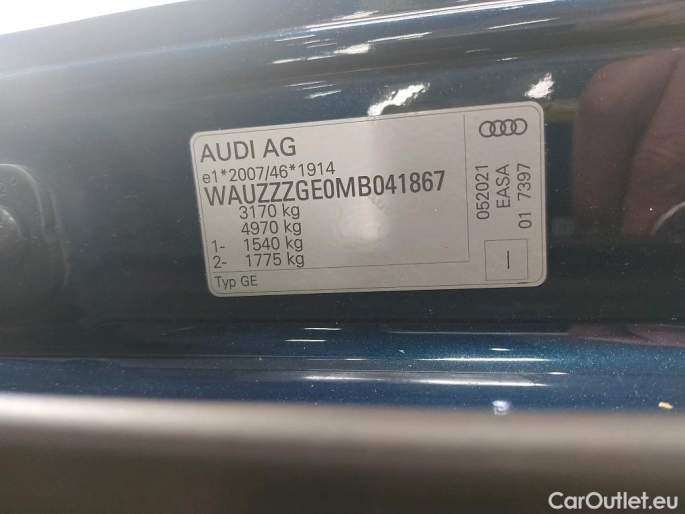 AUDI AG
e1*2007/46*1914
WAUZZZGE0MB041867
3170 kg
4970 kg
1- 1540 kg
2- 1775 kg
Typ GE
052021
EASA
01 7397
I
CarOutlet.eu